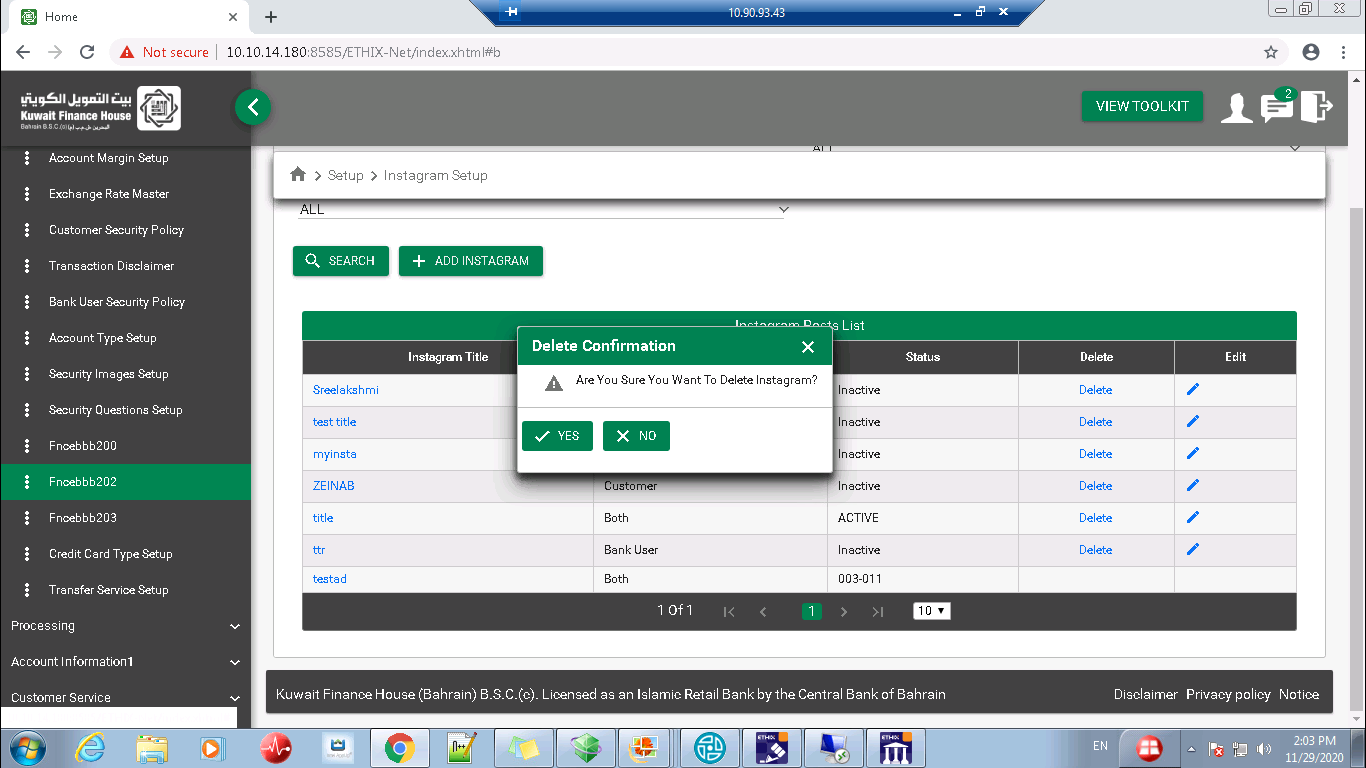 Home
10.90.93.43
Not secure 10.10.14.180:8585/ETHIX-Net/index.xhtml#b
بيت التمويل الكويتي
Kuwait Finance House
Bahrain B.S.C.(c) البحرين ش.م.ب (م)
VIEW TOOLKIT
2
ALL
Setup
Instagram Setup
ALL
SEARCH
ADD INSTAGRAM
Account Margin Setup
Exchange Rate Master
Customer Security Policy
Transaction Disclaimer
Bank User Security Policy
Account Type Setup
Security Images Setup
Security Questions Setup
Fncebbb200
Fncebbb202
Fncebbb203
Credit Card Type Setup
Transfer Service Setup
Processing
Account Information1
Customer Service
Instagram Posts List
Instagram Title Status Delete Edit
Delete Confirmation
Are You Sure You Want To Delete Instagram?
YES NO
Sreelakshmi Inactive Delete
test title Inactive Delete
myinsta Inactive Delete
ZEINAB Customer Inactive Delete
title Both ACTIVE Delete
ttr Bank User Inactive Delete
testad Both 003-011
1 Of 1 1 10
Kuwait Finance House (Bahrain) B.S.C.(c). Licensed as an Islamic Retail Bank by the Central Bank of Bahrain
Disclaimer Privacy policy Notice
EN
2:03 PM
11/29/2020
ETHIX
ETHIX